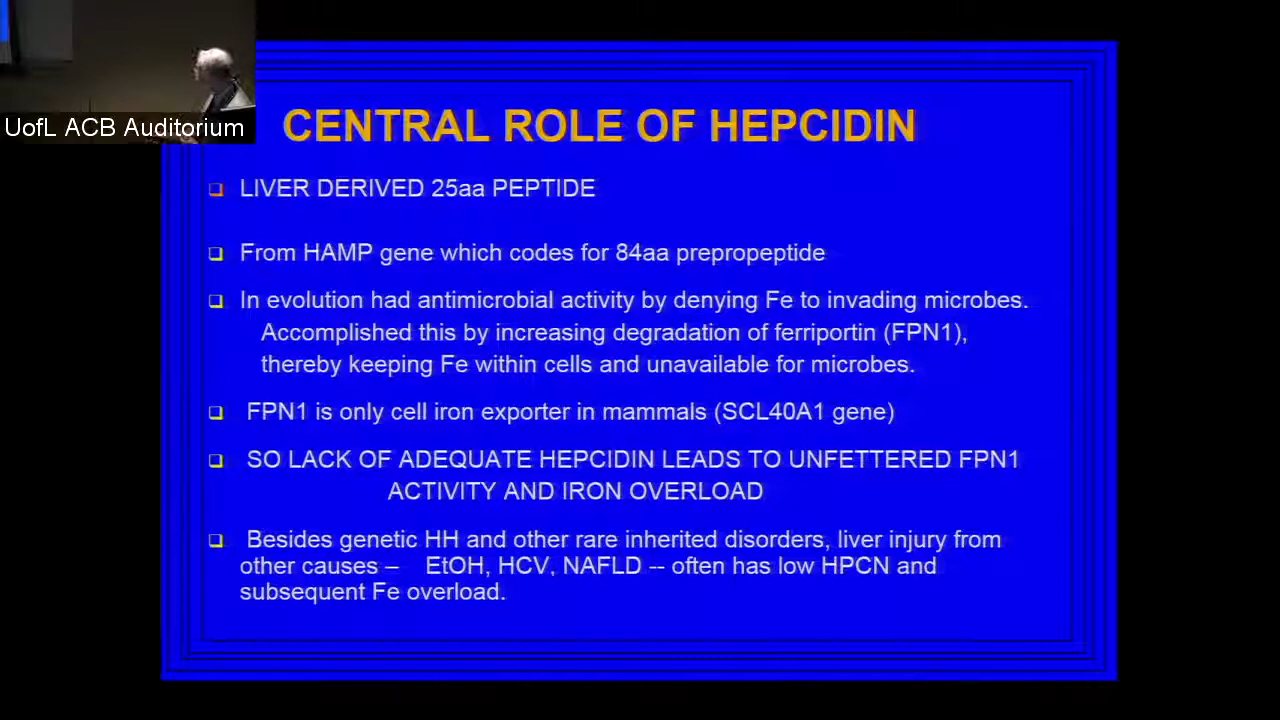 UofL ACB Auditorium
CENTRAL ROLE OF HEPCIDIN
LIVER DERIVED 25aa PEPTIDE
From HAMP gene which codes for 84aa prepropeptide
In evolution had antimicrobial activity by denying Fe to invading microbes.
Accomplished this by increasing degradation of ferriportin (FPN1),
thereby keeping Fe within cells and unavailable for microbes.
FPN1 is only cell iron exporter in mammals (SCL40A1 gene)
SO LACK OF ADEQUATE HEPCIDIN LEADS TO UNFETTERED FPN1
ACTIVITY AND IRON OVERLOAD
Besides genetic HH and other rare inherited disorders, liver injury from
other causes – EtOH, HCV, NAFLD -- often has low HPCN and
subsequent Fe overload.